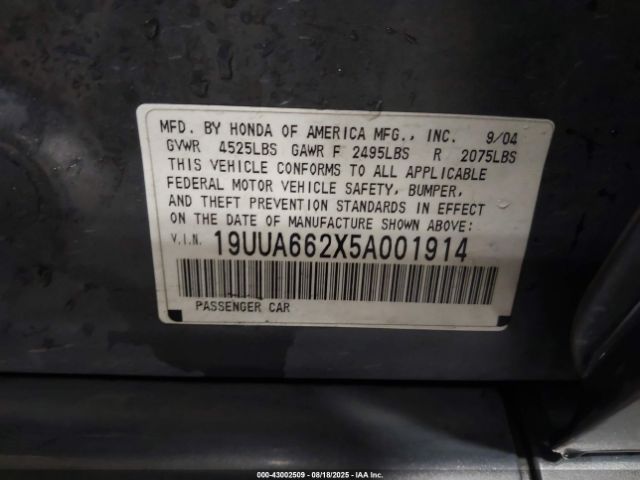 MFD. BY HONDA OF AMERICA MFG., INC. 9/04
GVWR 4525LBS GAWR F 2495LBS R 2075LBS
THIS VEHICLE CONFORMS TO ALL APPLICABLE
FEDERAL MOTOR VEHICLE SAFETY, BUMPER,
AND THEFT PREVENTION STANDARDS IN EFFECT
ON THE DATE OF MANUFACTURE SHOWN ABOVE:
V.I.N. 19UUA662X5A001914
PASSENGER CAR
000-43002509 - 08/18/2025 - © IAA, Inc.